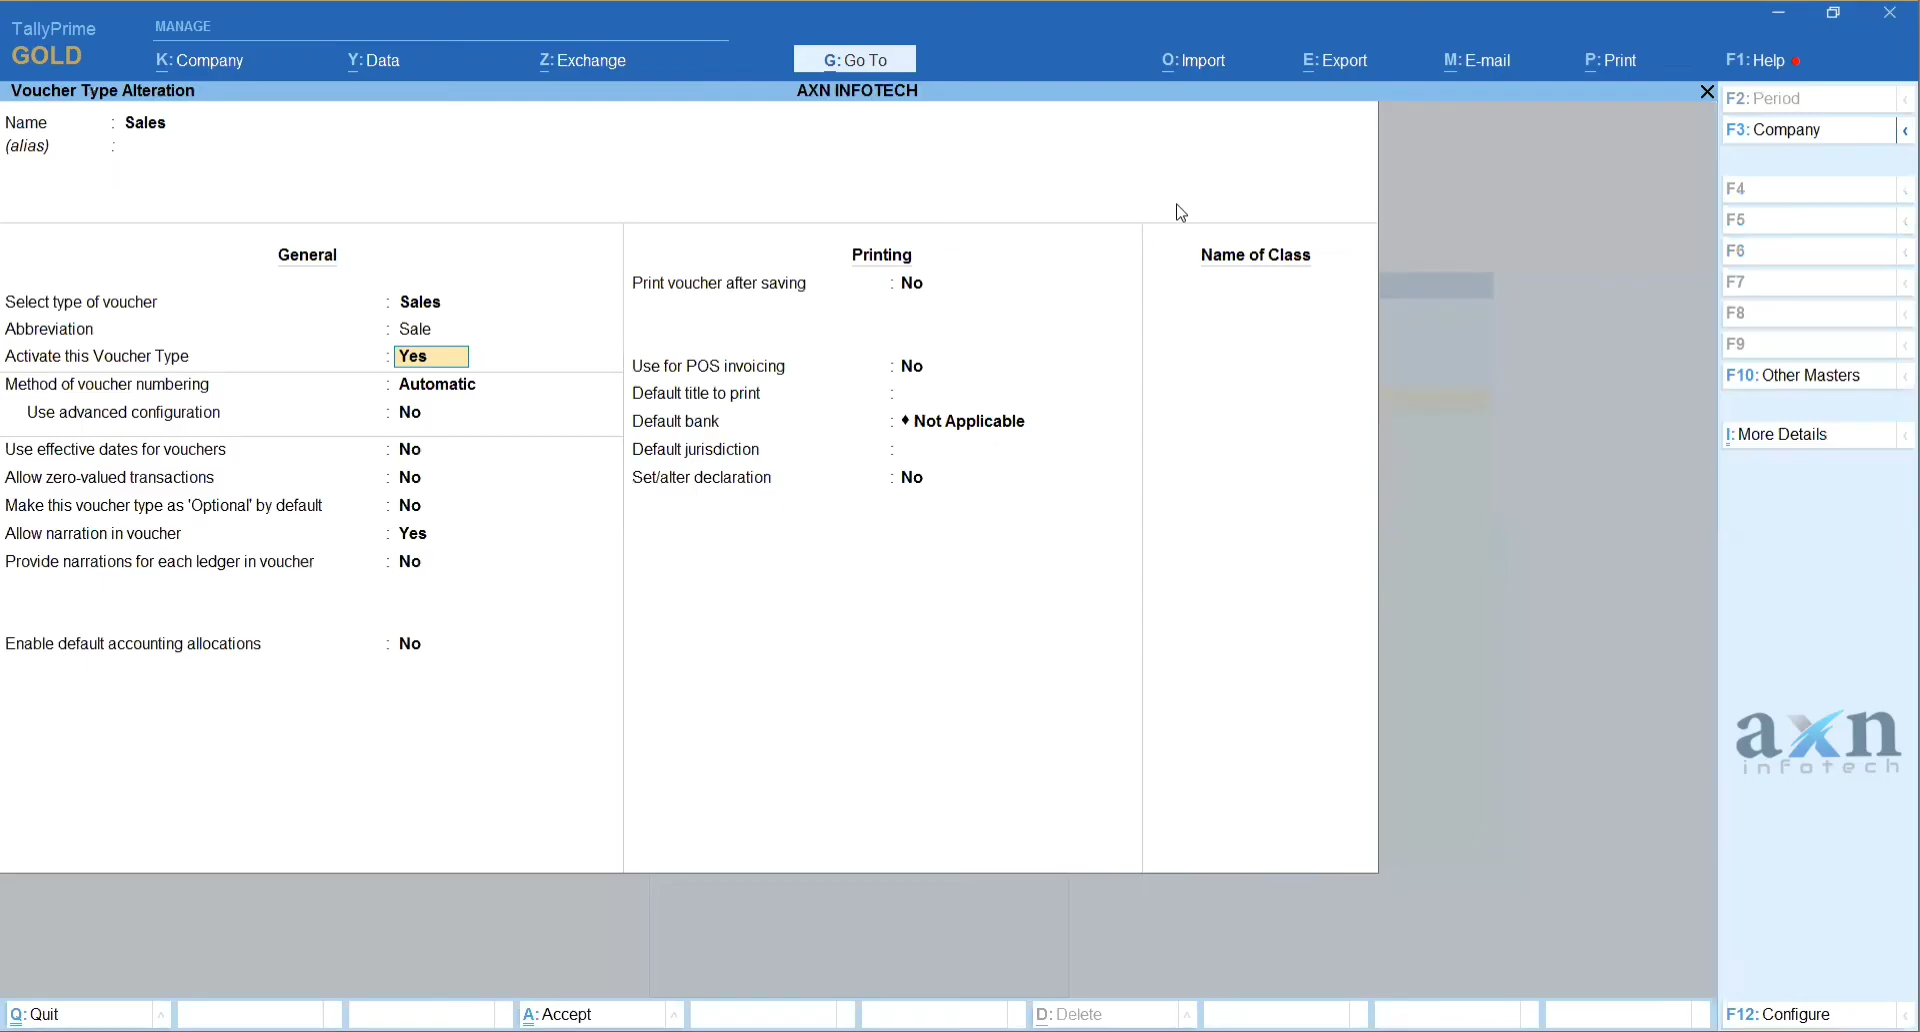 TallyPrime
GOLD
MANAGE
K: Company
Y: Data
Z: Exchange
G: Go To
O: Import
E: Export
M: E-mail
P: Print
F1: Help
Voucher Type Alteration
AXN INFOTECH
Name : Sales
(alias) :
General
Select type of voucher : Sales
Abbreviation : Sale
Activate this Voucher Type : Yes
Method of voucher numbering : Automatic
Use advanced configuration : No
Use effective dates for vouchers : No
Allow zero-valued transactions : No
Make this voucher type as 'Optional' by default : No
Allow narration in voucher : Yes
Provide narrations for each ledger in voucher : No
Enable default accounting allocations : No
Printing
Print voucher after saving : No
Use for POS invoicing : No
Default title to print :
Default bank : ♦ Not Applicable
Default jurisdiction :
Set/alter declaration : No
Name of Class
F2: Period
F3: Company
F4
F5
F6
F7
F8
F9
F10: Other Masters
I: More Details
axn
infotech
Q: Quit
A: Accept
D: Delete
F12: Configure